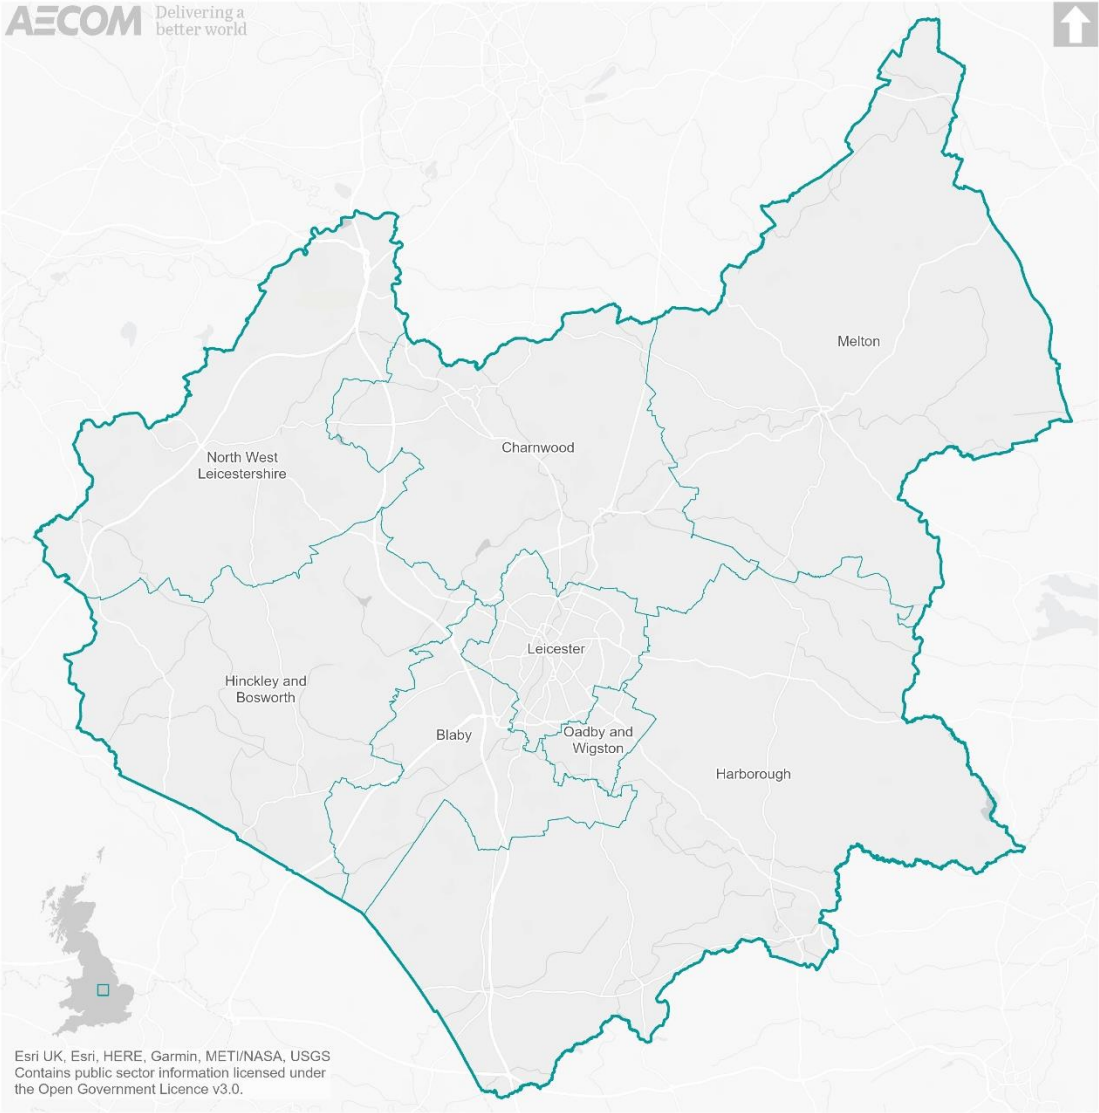 AECOM
Delivering a
better world
Melton
Charnwood
North West
Leicestershire
Leicester
Hinckley and
Bosworth
Blaby
Oadby and
Wigston
Harborough
Esri UK, Esri, HERE, Garmin, METI/NASA, USGS
Contains public sector information licensed under
the Open Government Licence v3.0.